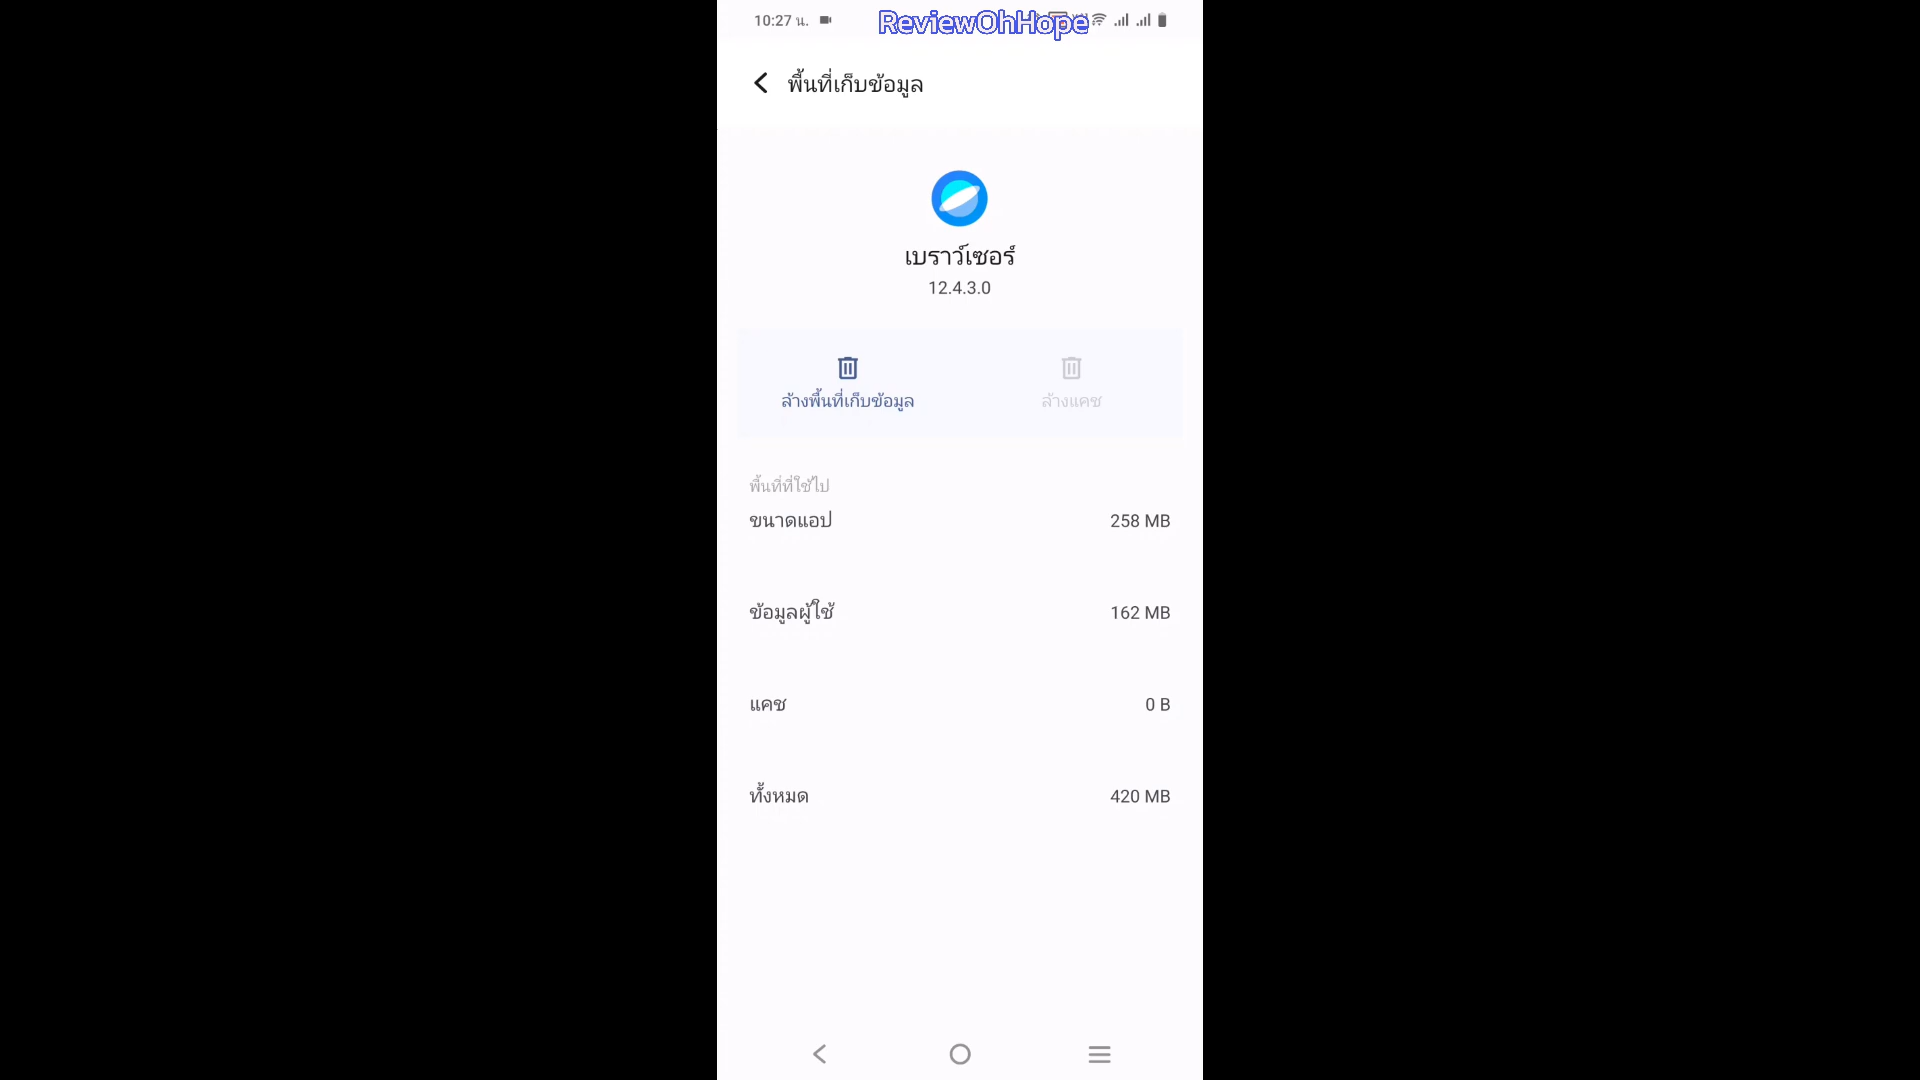 10:27 น.
ReviewOhHope
พื้นที่เก็บข้อมูล
เบราว์เซอร์
12.4.3.0
ล้างพื้นที่เก็บข้อมูล
ล้างแคช
พื้นที่ที่ใช้ไป
ขนาดแอป 258 MB
ข้อมูลผู้ใช้ 162 MB
แคช 0 B
ทั้งหมด 420 MB